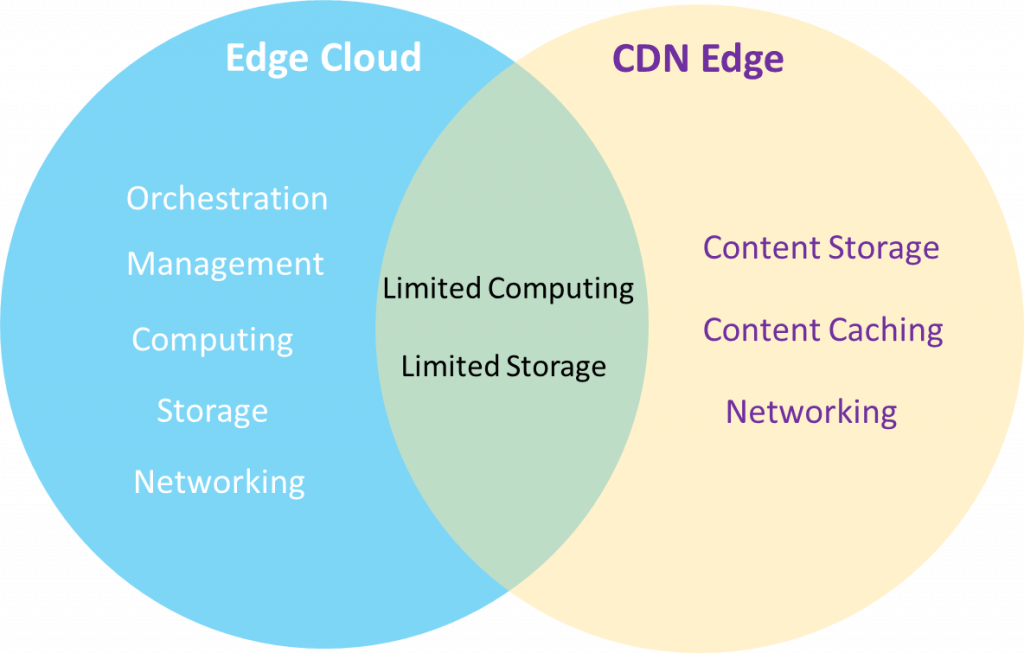 Edge Cloud
Orchestration
Management
Computing
Storage
Networking
Limited Computing
Limited Storage
CDN Edge
Content Storage
Content Caching
Networking